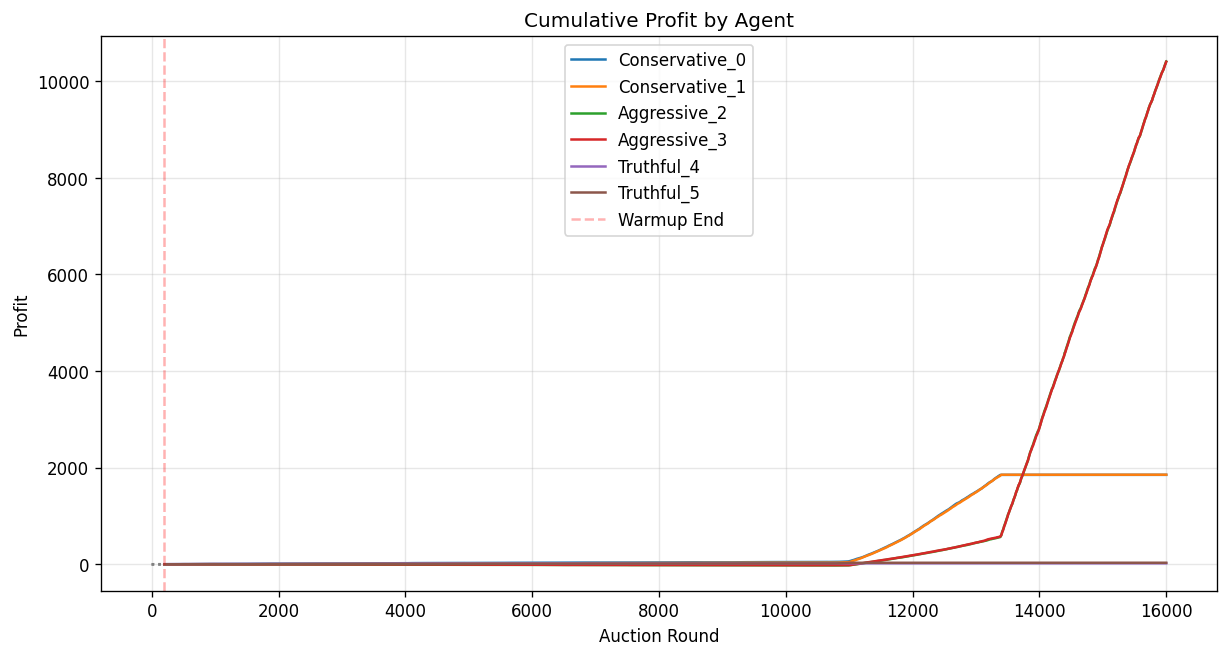 Cumulative Profit by Agent
Conservative_0
Conservative_1
Aggressive_2
Aggressive_3
Truthful_4
Truthful_5
Warmup End
Profit
10000
8000
6000
4000
2000
0
0 2000 4000 6000 8000 10000 12000 14000 16000
Auction Round